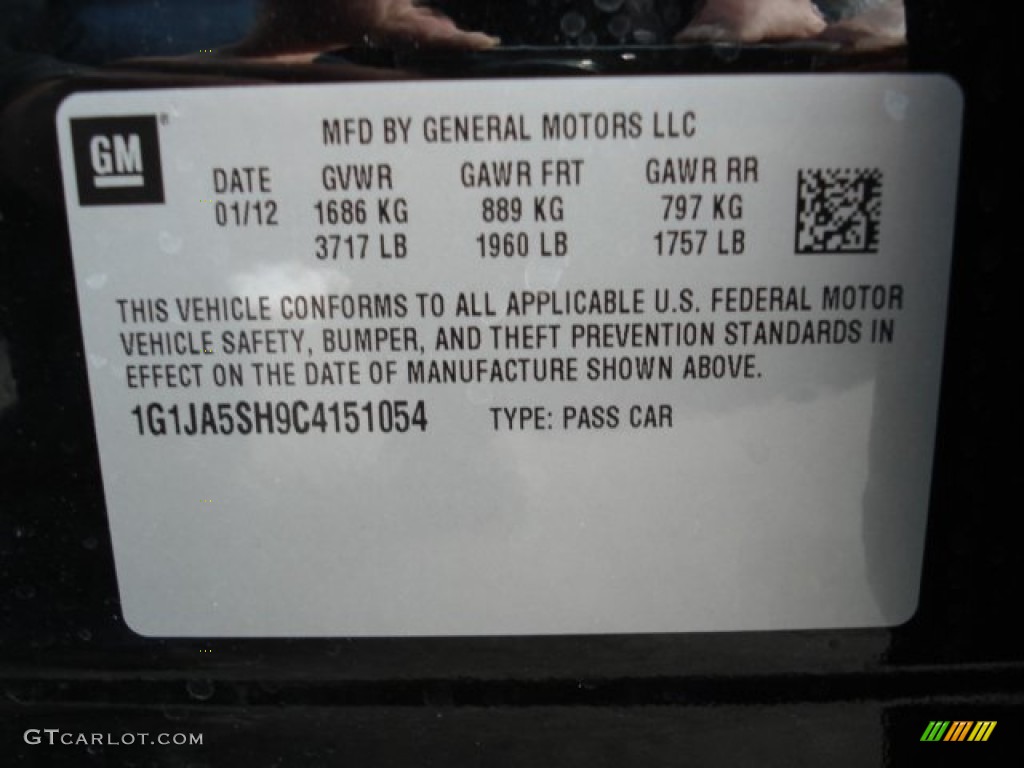 GM®
MFD BY GENERAL MOTORS LLC
DATE GVWR GAWR FRT GAWR RR
01/12 1686 KG 889 KG 797 KG
3717 LB 1960 LB 1757 LB
THIS VEHICLE CONFORMS TO ALL APPLICABLE U.S. FEDERAL MOTOR
VEHICLE SAFETY, BUMPER, AND THEFT PREVENTION STANDARDS IN
EFFECT ON THE DATE OF MANUFACTURE SHOWN ABOVE.
1G1JA5SH9C4151054 TYPE: PASS CAR
GTCARLOT.COM